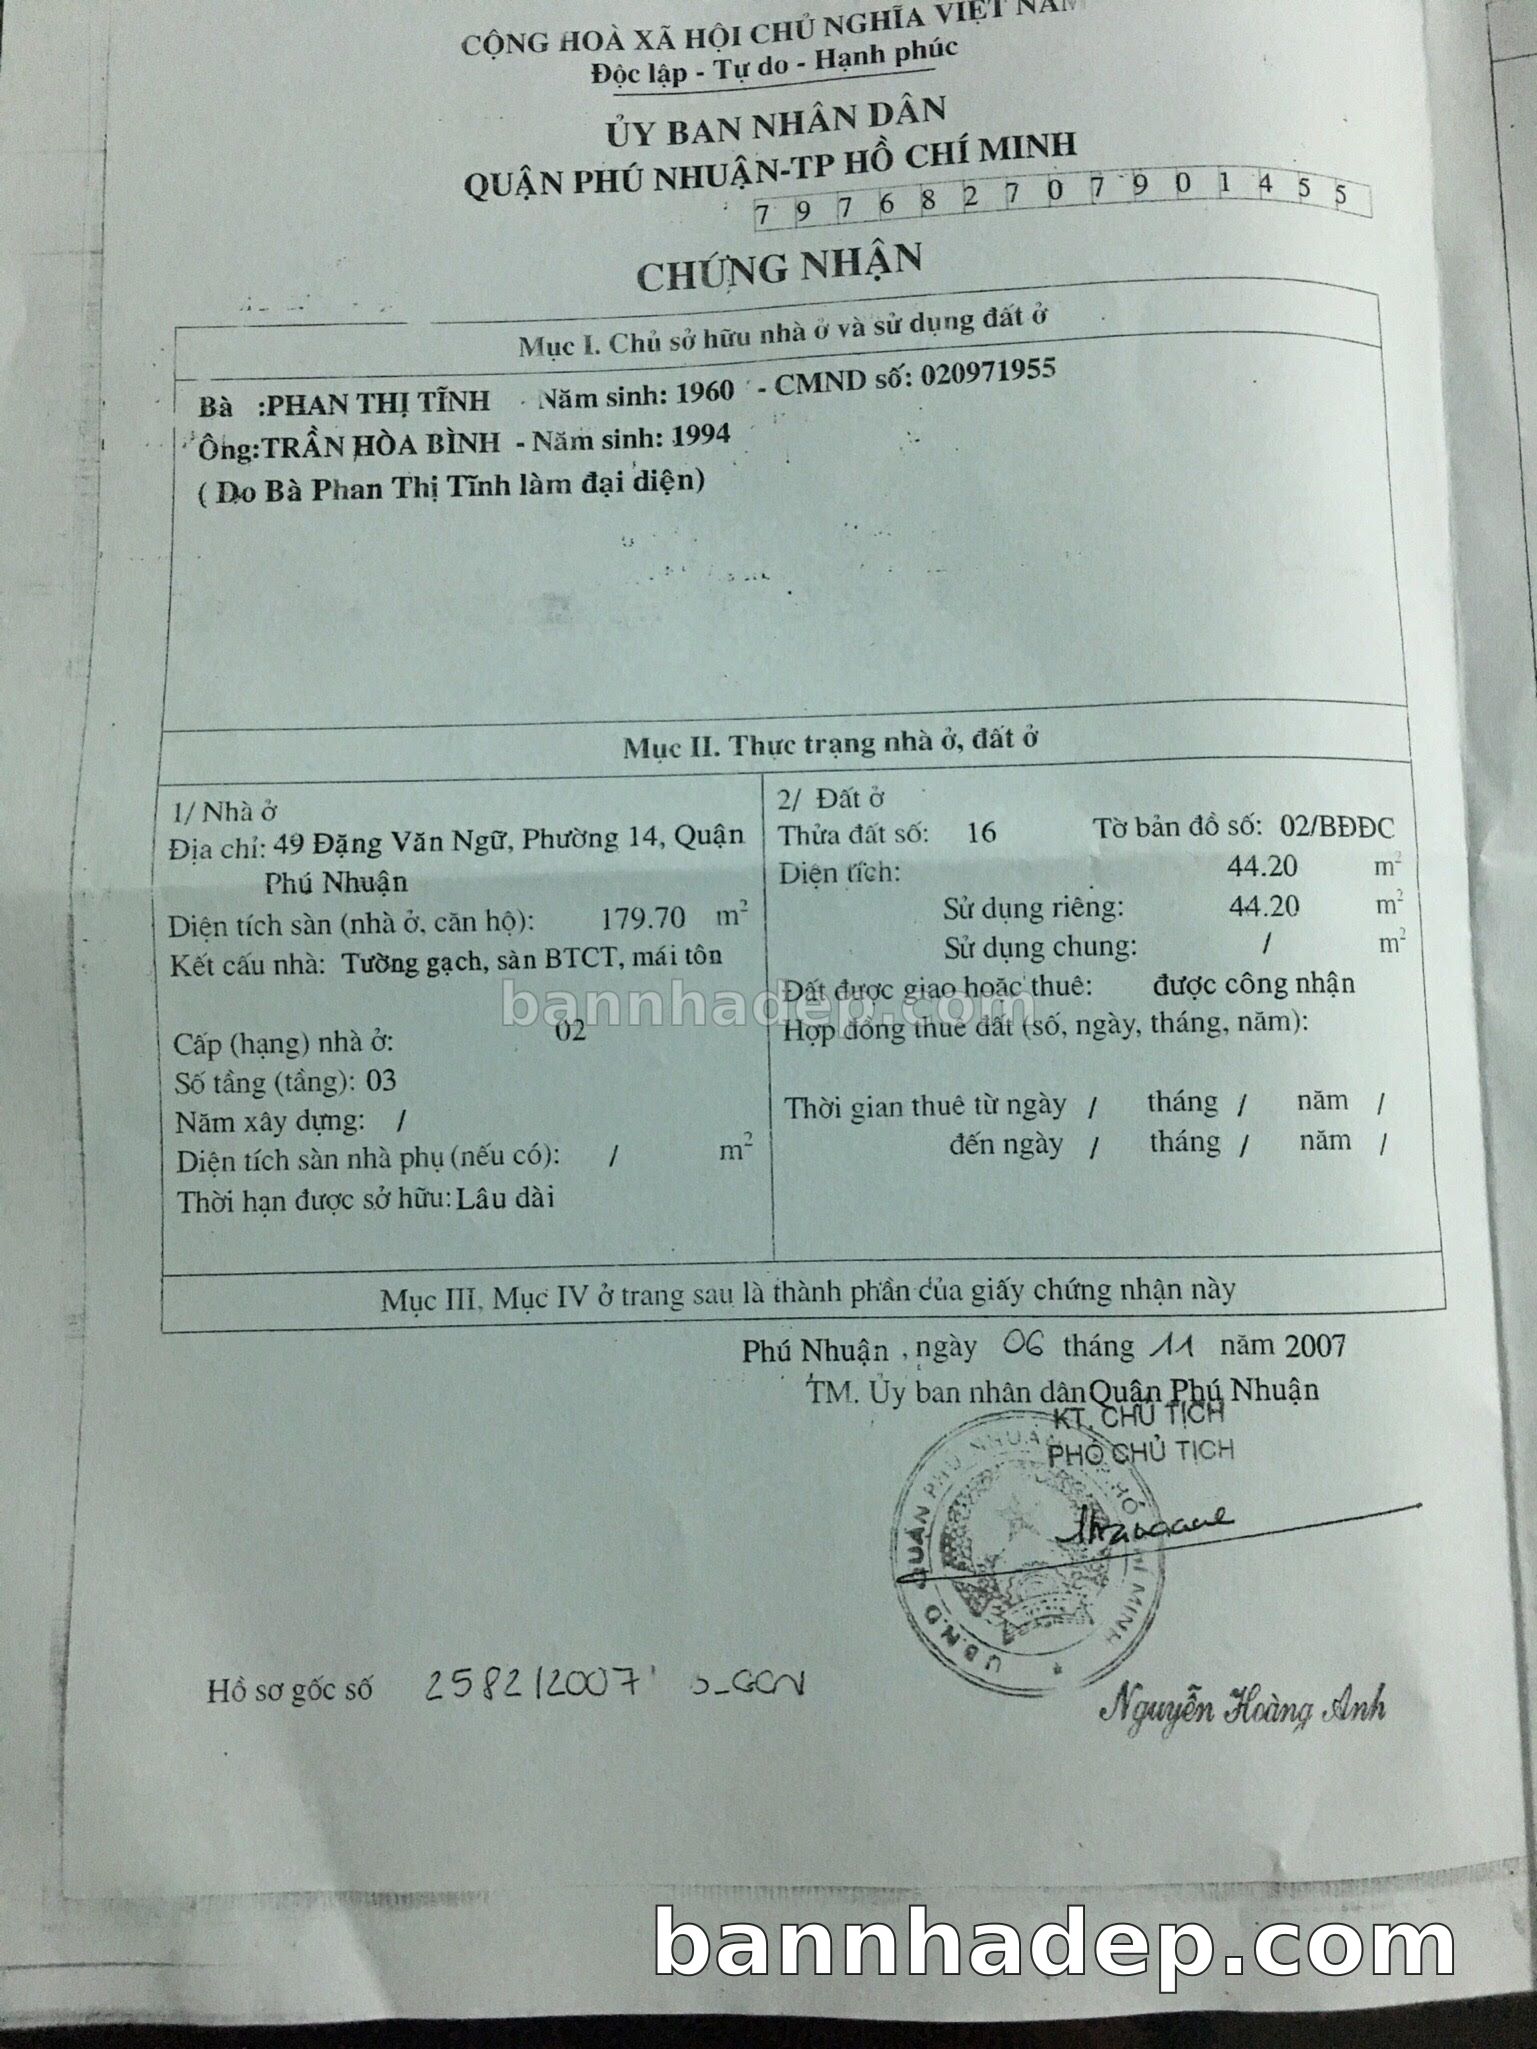 CỘNG HOÀ XÃ HỘI CHỦ NGHĨA VIỆT NAM
Độc lập - Tự do - Hạnh phúc
ỦY BAN NHÂN DÂN
QUẬN PHÚ NHUẬN-TP HỒ CHÍ MINH
7 9 7 6 8 2 7 0 7 9 0 1 4 5 5
CHỨNG NHẬN
Mục I. Chủ sở hữu nhà ở và sử dụng đất ở
Bà :PHAN THỊ TĨNH - Năm sinh: 1960 - CMND số: 020971955
Ông:TRẦN HÒA BÌNH - Năm sinh: 1994
( Do Bà Phan Thị Tĩnh làm đại diện)
Mục II. Thực trạng nhà ở, đất ở
1/ Nhà ở
Địa chỉ: 49 Đặng Văn Ngữ, Phường 14, Quận
Phú Nhuận
Diện tích sàn (nhà ở, căn hộ): 179.70 m²
Kết cấu nhà: Tường gạch, sàn BTCT, mái tôn
Cấp (hạng) nhà ở: 02
Số tầng (tầng): 03
Năm xây dựng: /
Diện tích sàn nhà phụ (nếu có): / m²
Thời hạn được sở hữu: Lâu dài
2/ Đất ở
Thửa đất số: 16 Tờ bản đồ số: 02/BĐĐC
Diện tích: 44.20 m²
Sử dụng riêng: 44.20 m²
Sử dụng chung: / m²
Đất được giao hoặc thuê: được công nhận
Hợp đồng thuê đất (số, ngày, tháng, năm):
Thời gian thuê từ ngày / tháng / năm /
đến ngày / tháng / năm /
bannhadep.com
Mục III, Mục IV ở trang sau là thành phần của giấy chứng nhận này
Phú Nhuận , ngày 06 tháng 11 năm 2007
TM. Ủy ban nhân dân Quận Phú Nhuận
KT. CHỦ TỊCH
PHÓ CHỦ TỊCH
U.B.N.D QUẬN PHÚ NHUẬN HỒ CHÍ MINH
Hồ sơ gốc số 2582/2007
Nguyễn Hoàng Anh
bannhadep.com